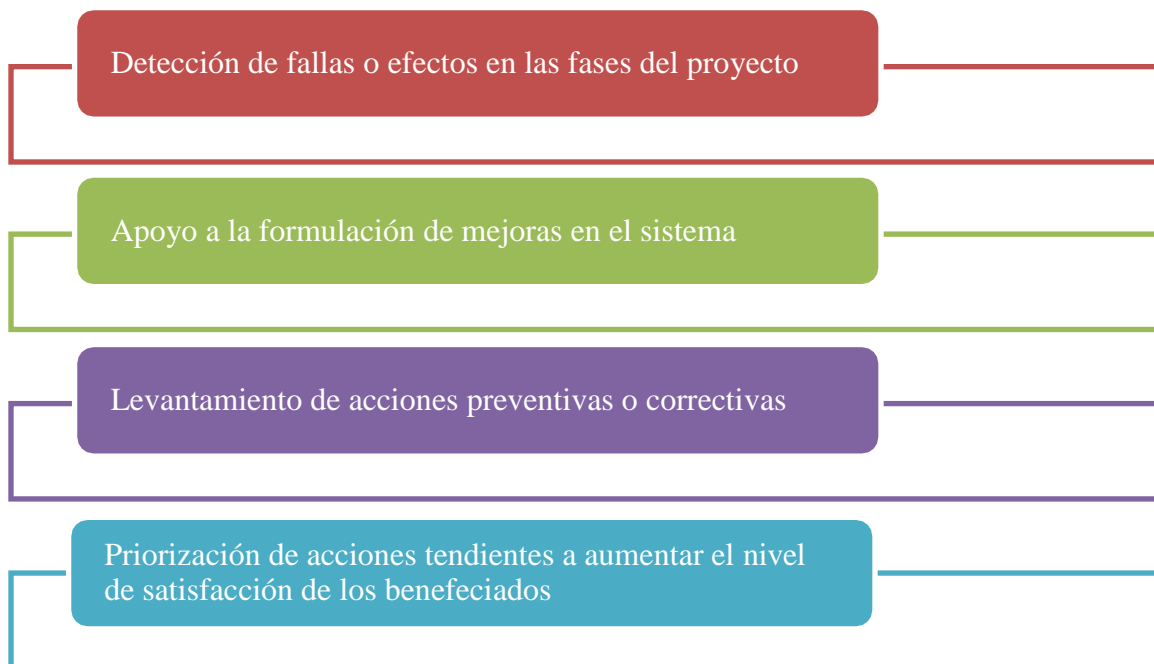 Detección de fallas o efectos en las fases del proyecto
Apoyo a la formulación de mejoras en el sistema
Levantamiento de acciones preventivas o correctivas
Priorización de acciones tendientes a aumentar el nivel
de satisfacción de los benefeciados